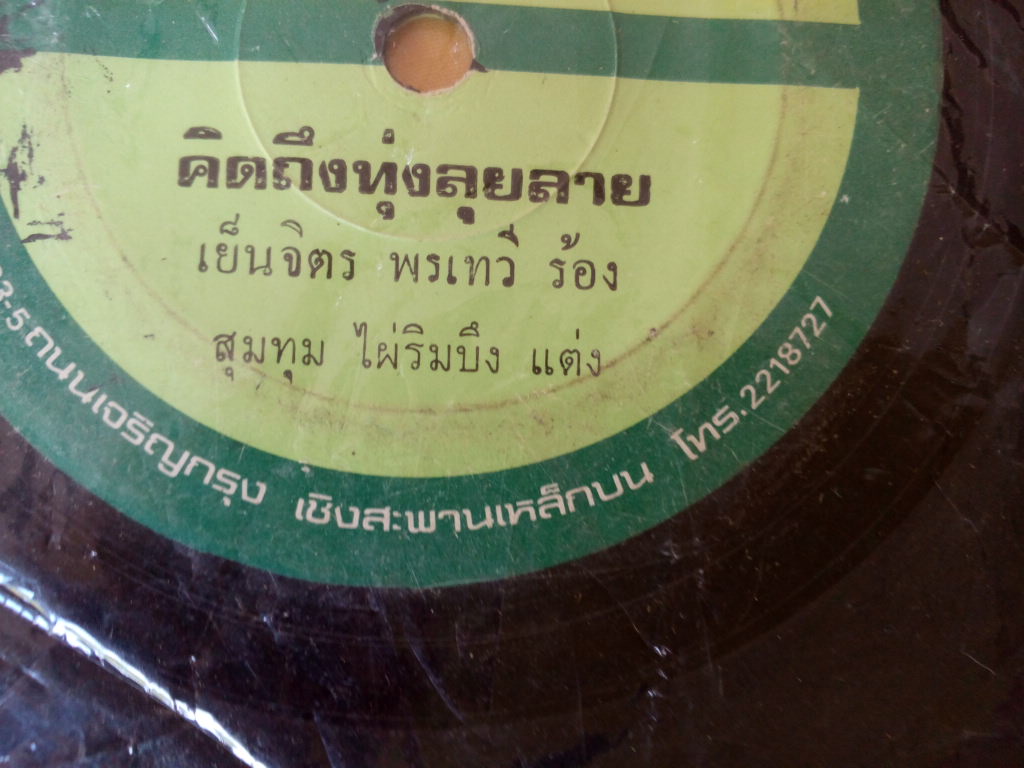 คิดถึงทุ่งลุยลาย
เย็นจิตร พรเทวี ร้อง
สุมทุม ไผ่ริมบึง แต่ง
3-5 ถนนเจริญกรุง เชิงสะพานเหล็กบน โทร. 2218727